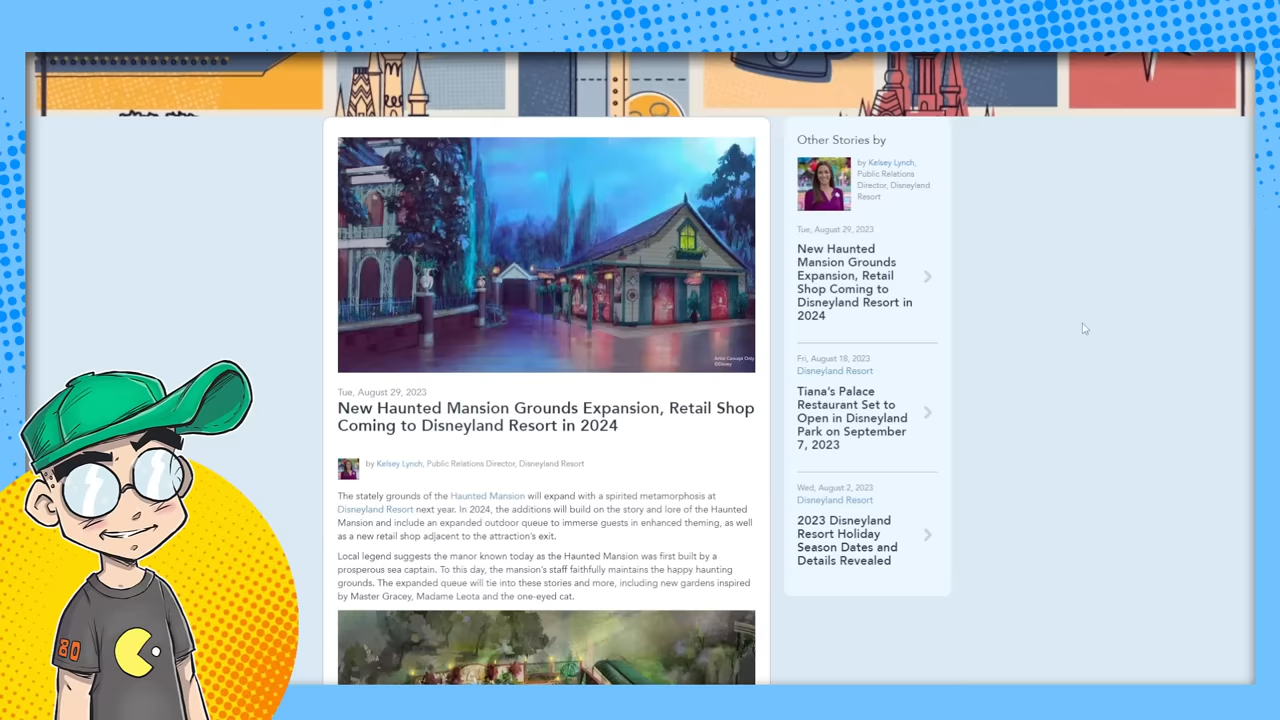 Artist Concept Only
©Disney
Tue, August 29, 2023
New Haunted Mansion Grounds Expansion, Retail Shop
Coming to Disneyland Resort in 2024
by Kelsey Lynch, Public Relations Director, Disneyland Resort
The stately grounds of the Haunted Mansion will expand with a spirited metamorphosis at
Disneyland Resort next year. In 2024, the additions will build on the story and lore of the Haunted
Mansion and include an expanded outdoor queue to immerse guests in enhanced theming, as well
as a new retail shop adjacent to the attraction's exit.
Local legend suggests the manor known today as the Haunted Mansion was first built by a
prosperous sea captain. To this day, the mansion's staff faithfully maintains the happy haunting
grounds. The expanded queue will tie into these stories and more, including new gardens inspired
by Master Gracey, Madame Leota and the one-eyed cat.
Other Stories by
by Kelsey Lynch,
Public Relations
Director, Disneyland
Resort
Tue, August 29, 2023
New Haunted
Mansion Grounds
Expansion, Retail
Shop Coming to
Disneyland Resort in
2024
Fri, August 18, 2023
Disneyland Resort
Tiana's Palace
Restaurant Set to
Open in Disneyland
Park on September
7, 2023
Wed, August 2, 2023
Disneyland Resort
2023 Disneyland
Resort Holiday
Season Dates and
Details Revealed
80